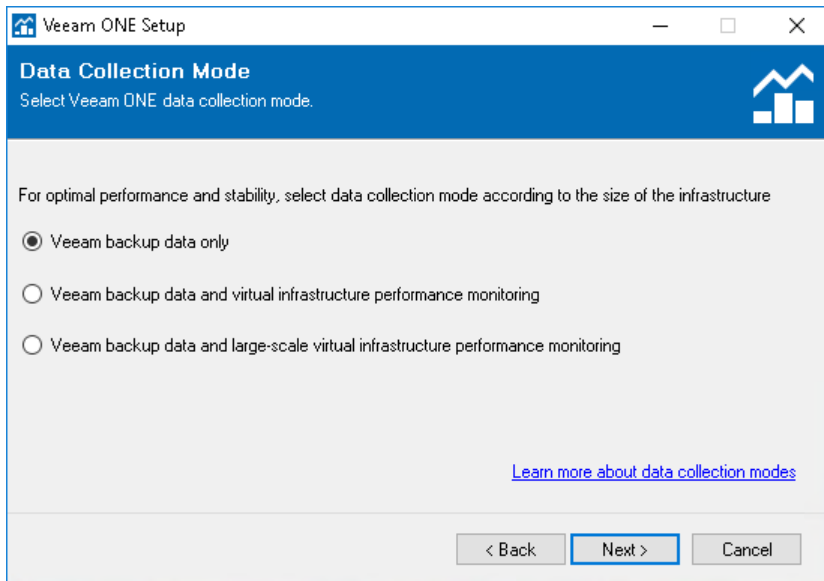 Veeam ONE Setup
Data Collection Mode
Select Veeam ONE data collection mode.
For optimal performance and stability, select data collection mode according to the size of the infrastructure
Veeam backup data only
Veeam backup data and virtual infrastructure performance monitoring
Veeam backup data and large-scale virtual infrastructure performance monitoring
Learn more about data collection modes
< Back
Next >
Cancel